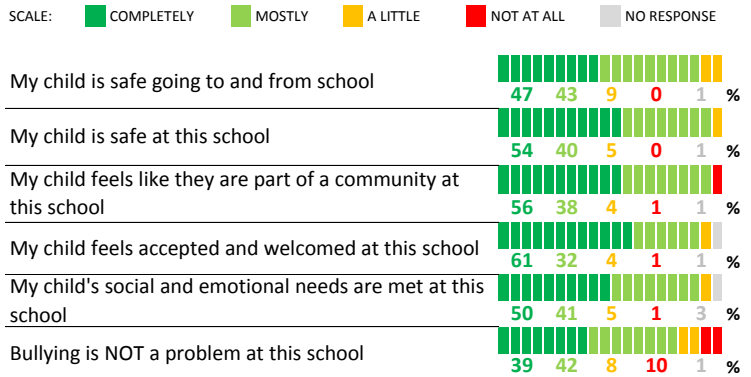 SCALE: COMPLETELY MOSTLY A LITTLE NOT AT ALL NO RESPONSE
My child is safe going to and from school
47 43 9 0 1 %
My child is safe at this school
54 40 5 0 1 %
My child feels like they are part of a community at
this school
56 38 4 1 1 %
My child feels accepted and welcomed at this school
61 32 4 1 1 %
My child's social and emotional needs are met at this
school
50 41 5 1 3 %
Bullying is NOT a problem at this school
39 42 8 10 1 %